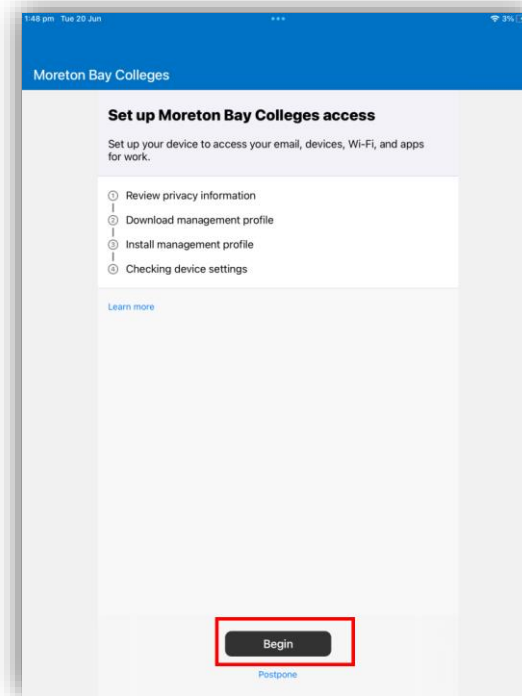 1:48 pm Tue 20 Jun
3%
Moreton Bay Colleges
Set up Moreton Bay Colleges access
Set up your device to access your email, devices, Wi-Fi, and apps
for work.
1 Review privacy information
2 Download management profile
3 Install management profile
4 Checking device settings
Learn more
Begin
Postpone